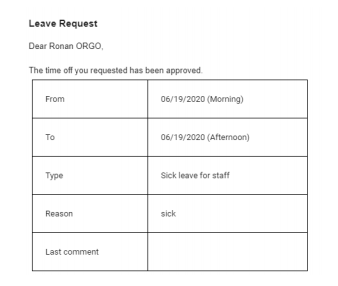 Leave Request
Dear Ronan ORGO,
The time off you requested has been approved.
From 06/19/2020 (Morning)
To 06/19/2020 (Afternoon)
Type Sick leave for staff
Reason sick
Last comment